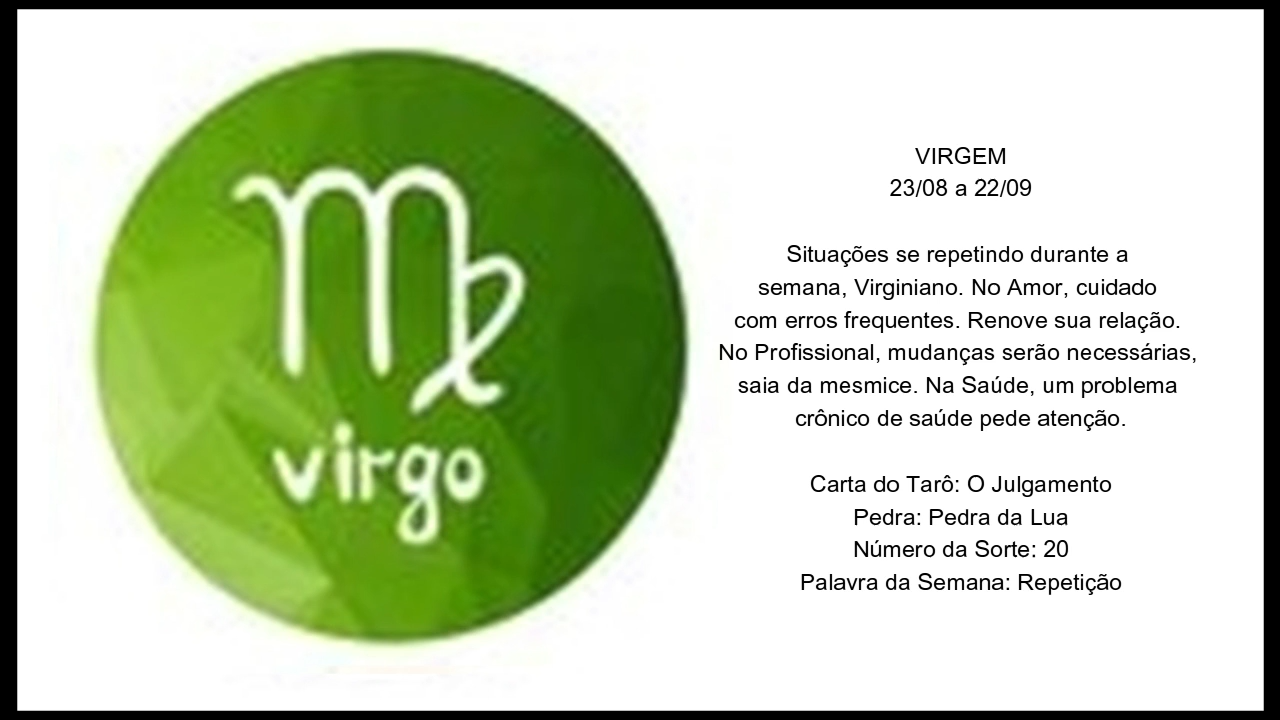 virgo
VIRGEM
23/08 a 22/09
Situações se repetindo durante a
semana, Virginiano. No Amor, cuidado
com erros frequentes. Renove sua relação.
No Profissional, mudanças serão necessárias,
saia da mesmice. Na Saúde, um problema
crônico de saúde pede atenção.
Carta do Tarô: O Julgamento
Pedra: Pedra da Lua
Número da Sorte: 20
Palavra da Semana: Repetição